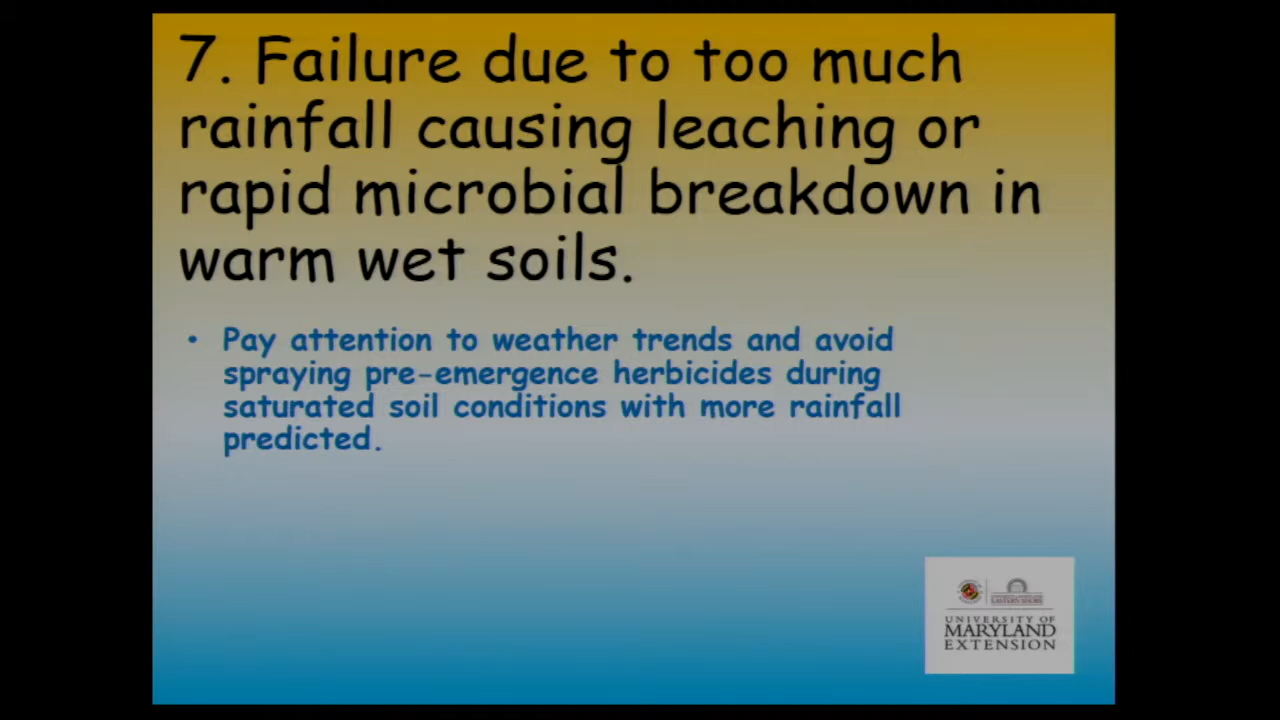 7. Failure due to too much
rainfall causing leaching or
rapid microbial breakdown in
warm wet soils.
• Pay attention to weather trends and avoid
spraying pre-emergence herbicides during
saturated soil conditions with more rainfall
predicted.
EASTERN SHORE
UNIVERSITY OF
MARYLAND
EXTENSION